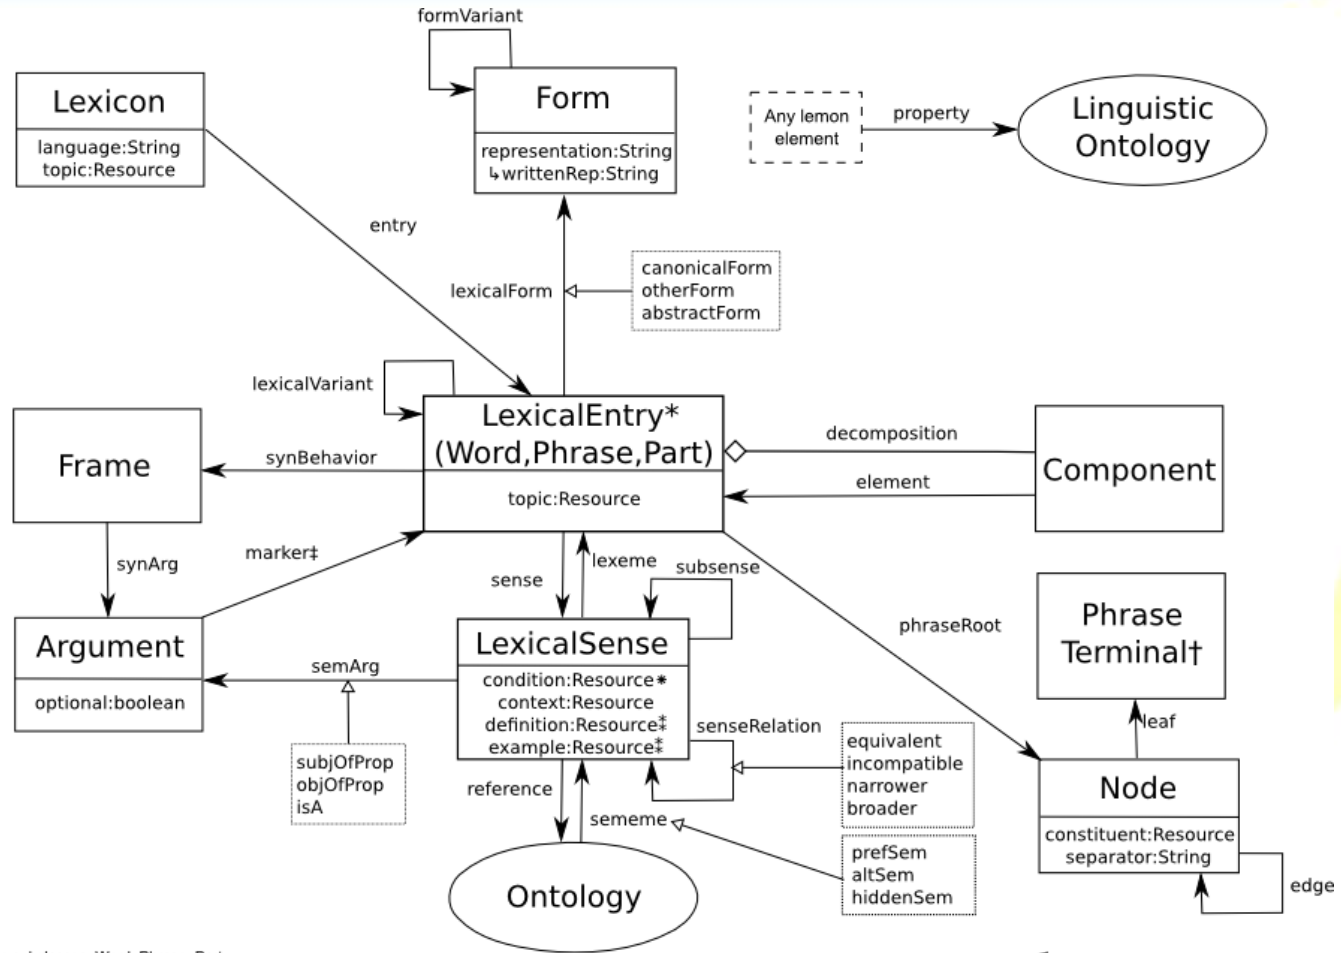 formVariant
Lexicon
language:String
topic:Resource
Form
representation:String
↳writtenRep:String
Any lemon
element
property
Linguistic
Ontology
entry
lexicalForm
canonicalForm
otherForm
abstractForm
lexicalVariant
LexicalEntry*
(Word,Phrase,Part)
topic:Resource
Frame
synBehavior
decomposition
element
Component
synArg
marker‡
sense
lexeme
subsense
phraseRoot
Phrase
Terminal†
Argument
optional:boolean
semArg
LexicalSense
condition:Resource*
context:Resource
definition:Resource‡
example:Resource‡
senseRelation
equivalent
incompatible
narrower
broader
leaf
subjOfProp
objOfProp
isA
reference
sememe
prefSem
altSem
hiddenSem
Node
constituent:Resource
separator:String
edge
Ontology